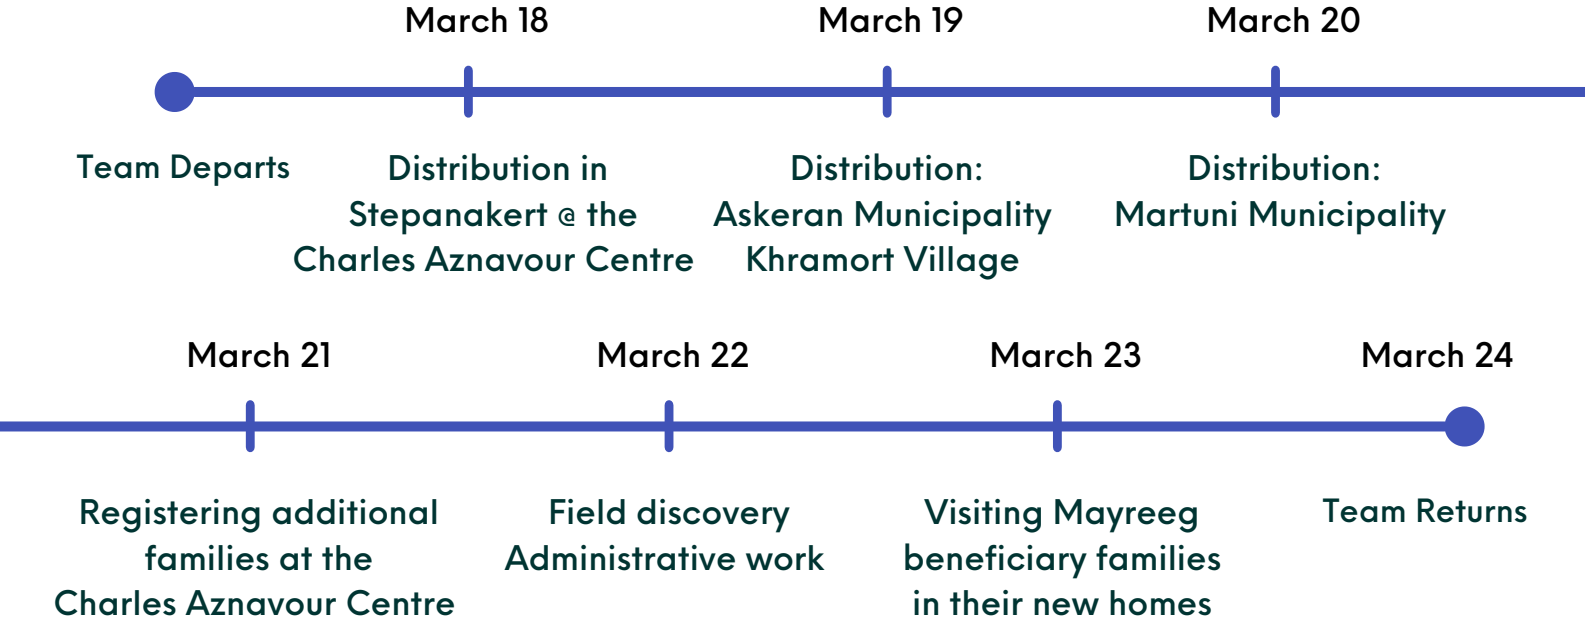 March 18
March 19
March 20
Team Departs
Distribution in
Stepanakert @ the
Charles Aznavour Centre
Distribution:
Askeran Municipality
Khramort Village
Distribution:
Martuni Municipality
March 21
March 22
March 23
March 24
Registering additional
families at the
Charles Aznavour Centre
Field discovery
Administrative work
Visiting Mayreeg
beneficiary families
in their new homes
Team Returns